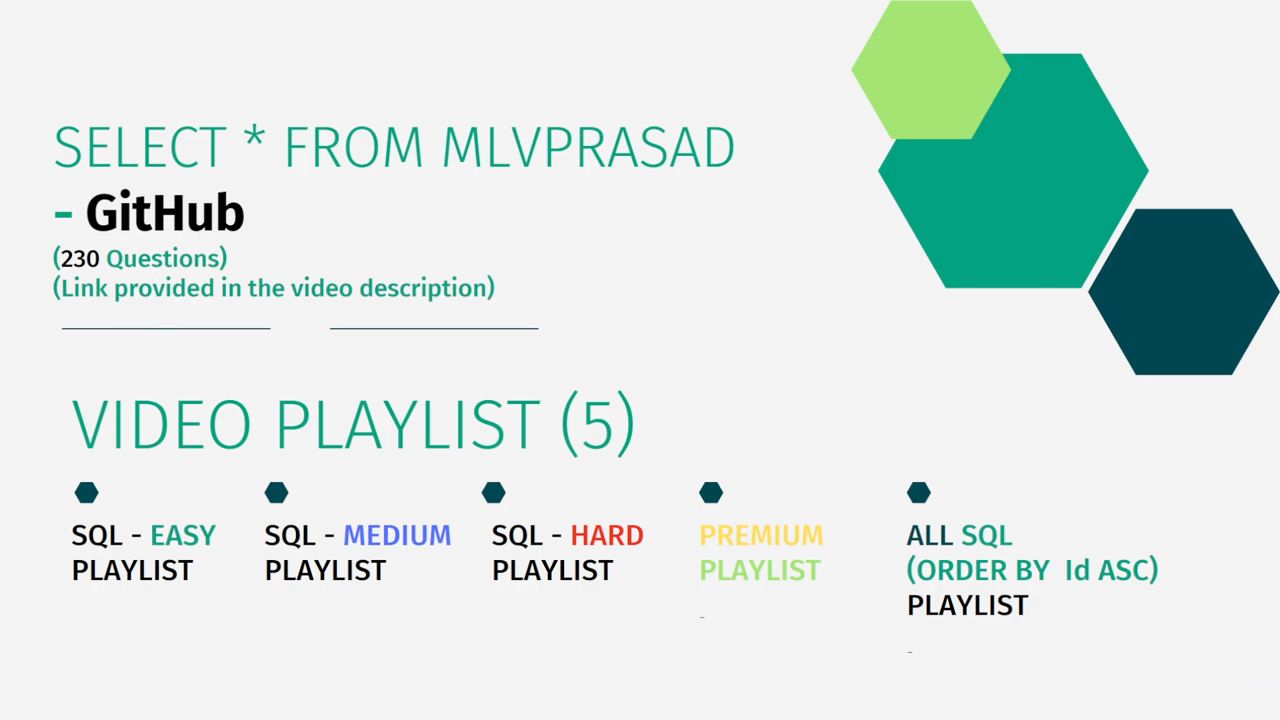 SELECT * FROM MLVPRASAD
- GitHub
(230 Questions)
(Link provided in the video description)
VIDEO PLAYLIST (5)
SQL - EASY
PLAYLIST
SQL - MEDIUM
PLAYLIST
SQL - HARD
PLAYLIST
PREMIUM
PLAYLIST
-
ALL SQL
(ORDER BY Id ASC)
PLAYLIST
-